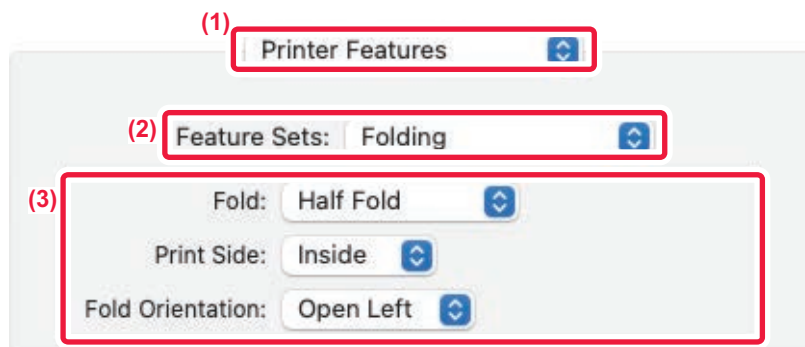 (1)
Printer Features
(2) Feature Sets: Folding
(3) Fold: Half Fold
Print Side: Inside
Fold Orientation: Open Left